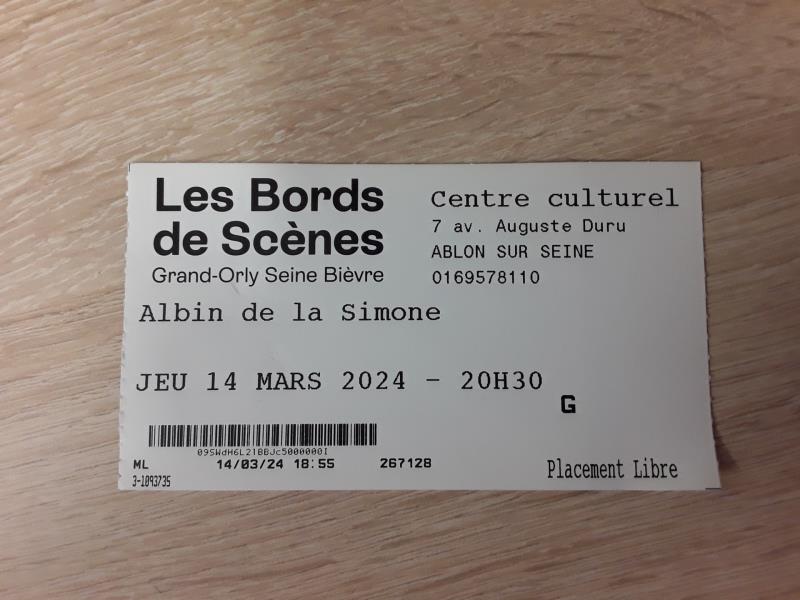 Les Bords
de Scènes
Grand-Orly Seine Bièvre
Centre culturel
7 av. Auguste Duru
ABLON SUR SEINE
0169578110
Albin de la Simone
JEU 14 MARS 2024 - 20H30
G
09SWdH6L21BBJc5000000I
ML 14/03/24 18:55 267128
3-1093735
Placement Libre